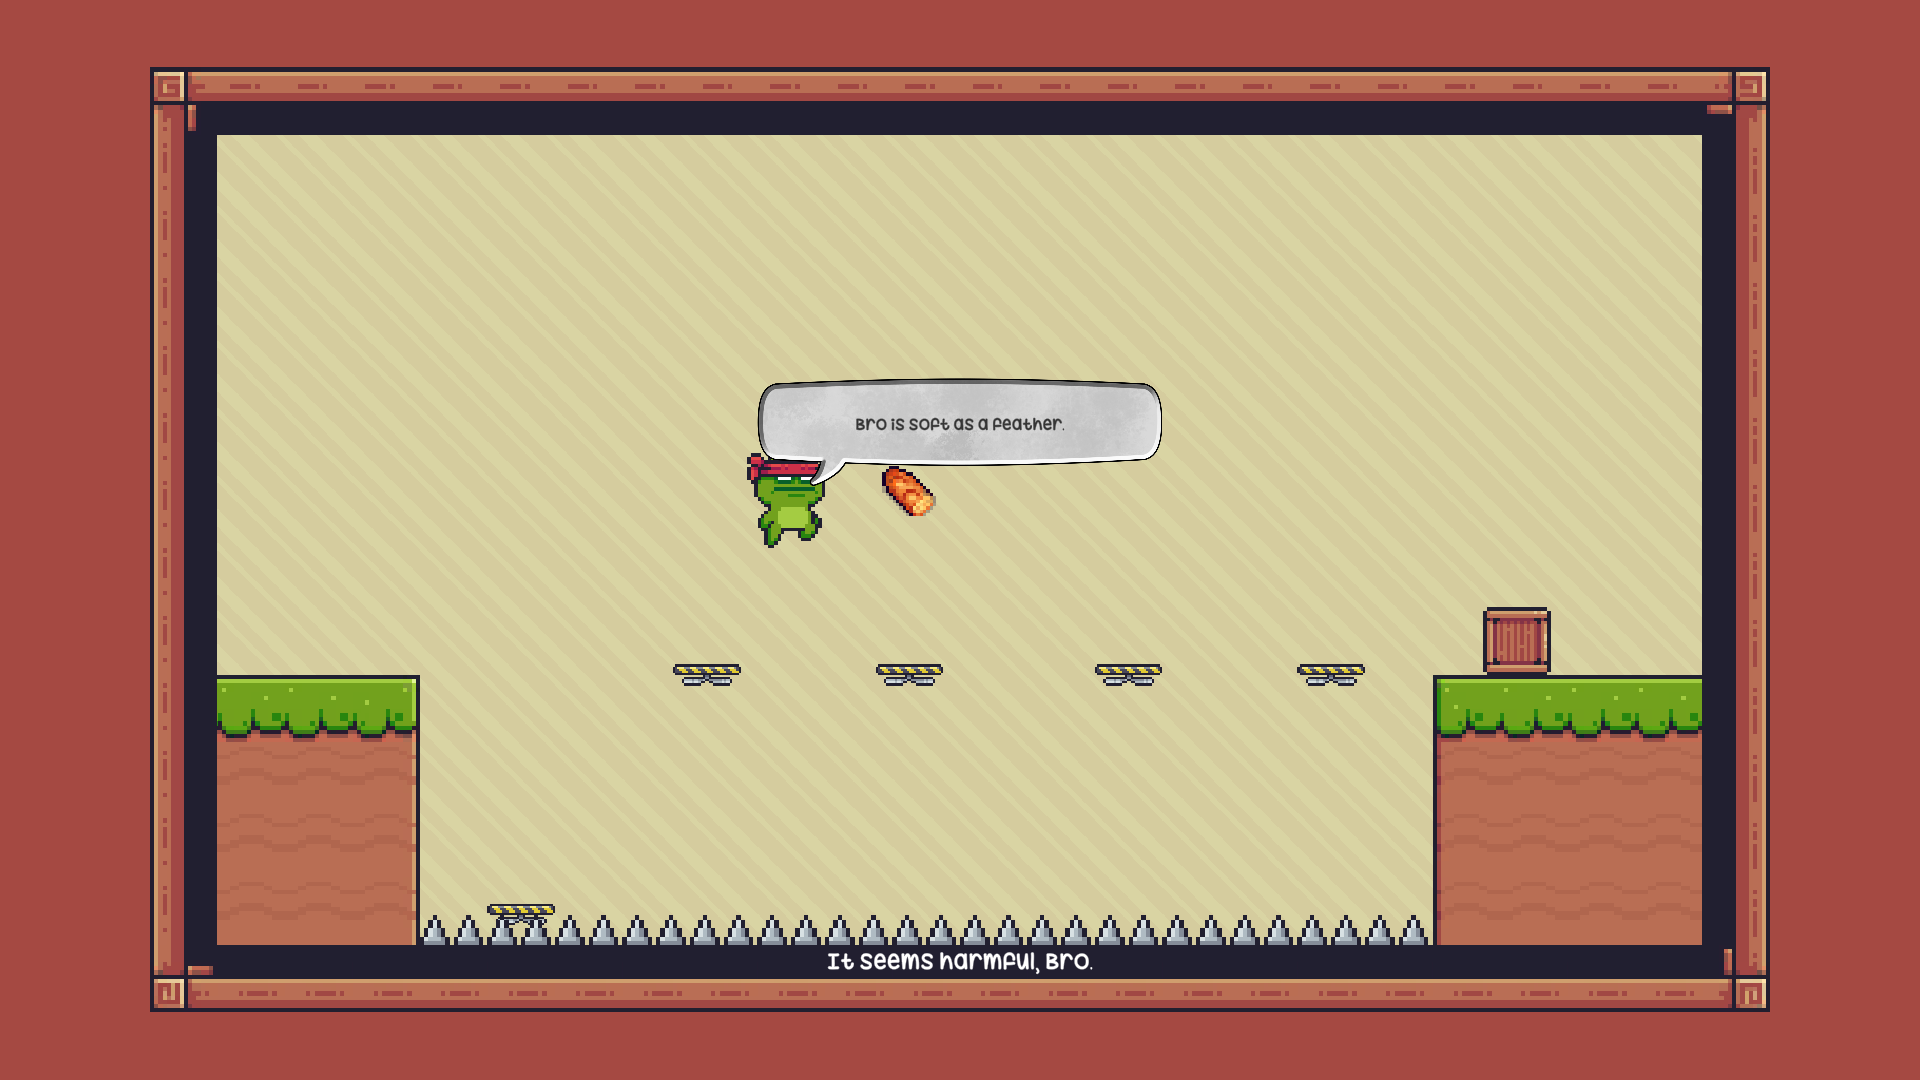 Bro is soft as a feather.
It seems harmful, Bro.